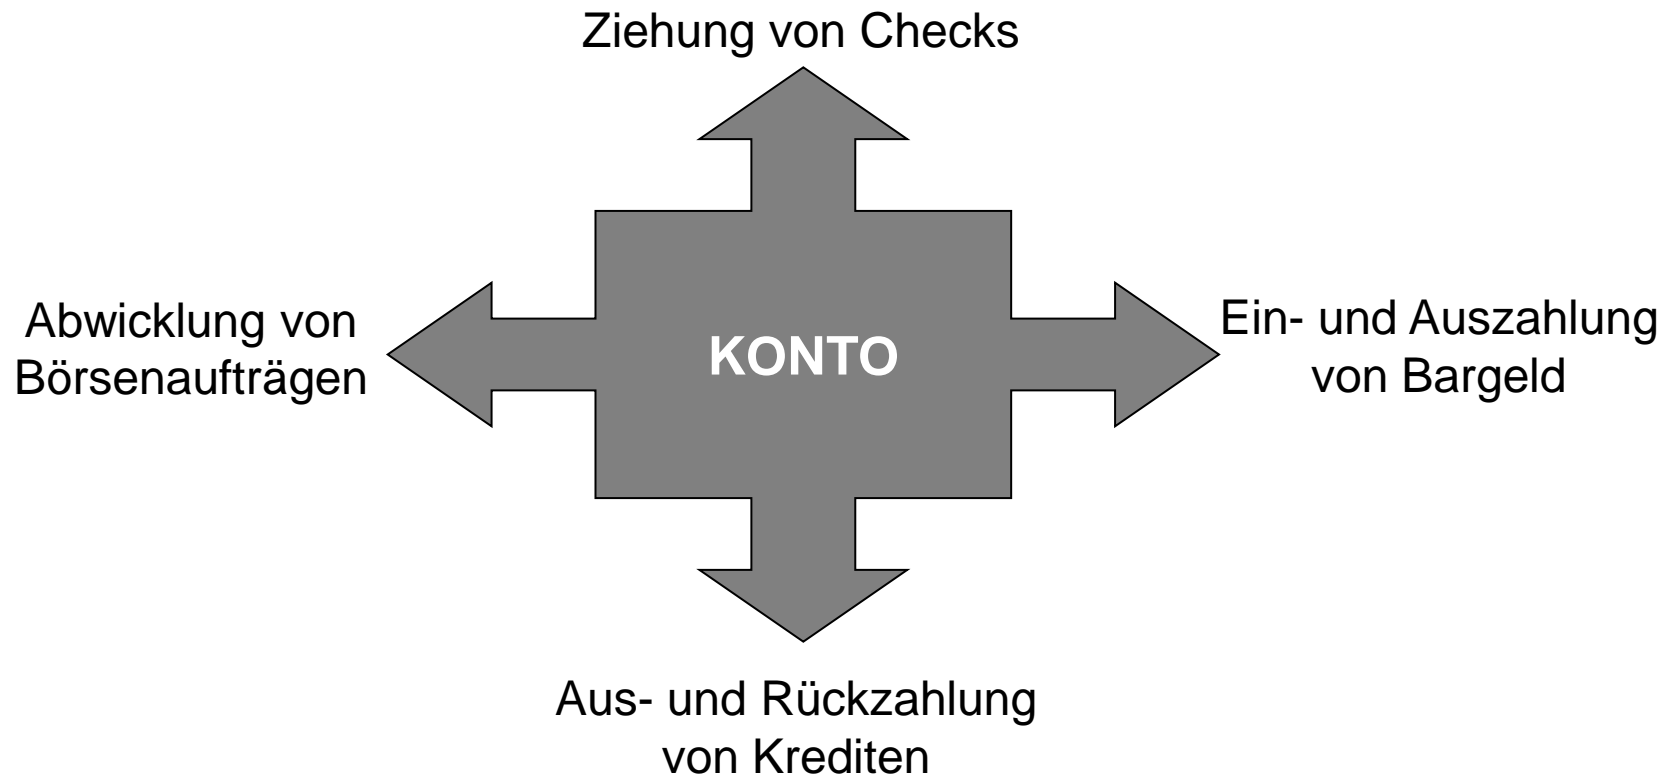 Ziehung von Checks
Abwicklung von
Börsenaufträgen
KONTO
Ein- und Auszahlung
von Bargeld
Aus- und Rückzahlung
von Krediten